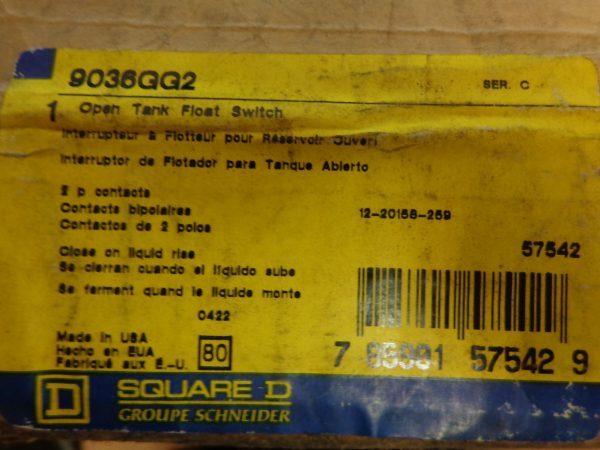 9036GG2 SER. C
1 Open Tank Float Switch
Interrupteur à Flotteur pour Réservoir Ouvert
Interruptor de Flotador para Tanque Abierto
2 p contacts
Contacts bipolaires 12-20158-259
Contactos de 2 polos
57542
Close on liquid rise
Se cierran cuando el líquido sube
Se ferment quand le liquide monte
0422
Made in USA
Hecho en EUA 80
Fabriqué aux É.-U.
7 85991 57542 9
D SQUARE D
GROUPE SCHNEIDER